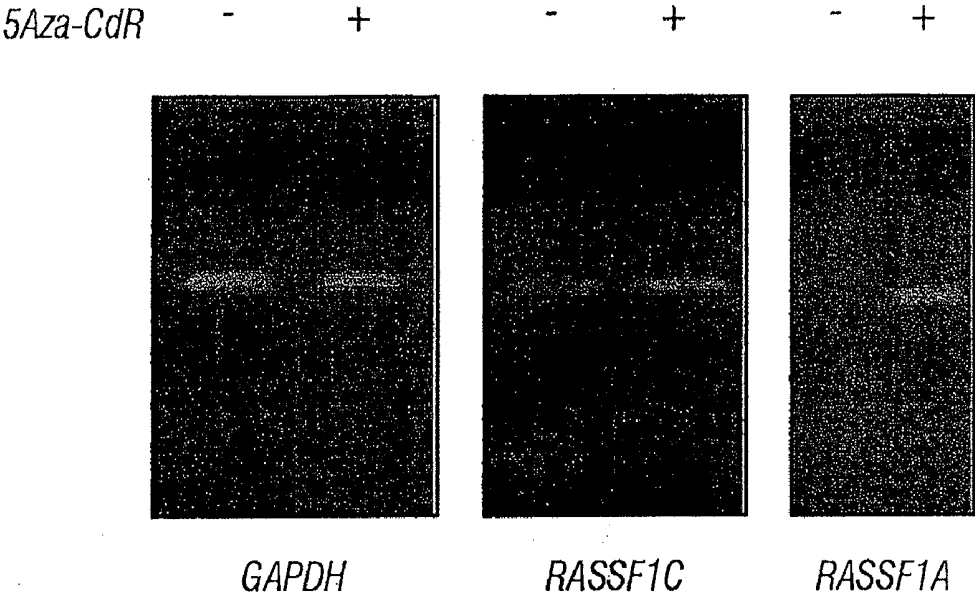 5Aza-CdR - + - + - +
GAPDH RASSF1C RASSF1A